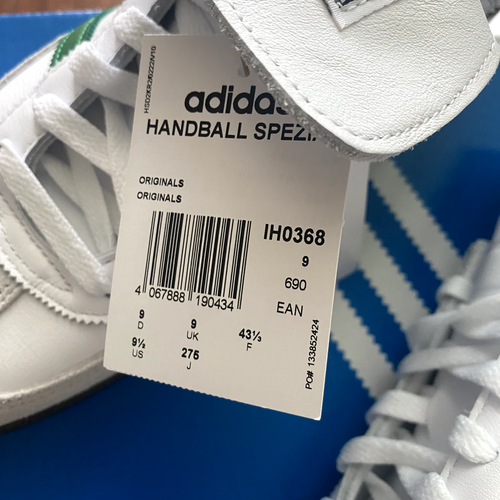 adidas
HANDBALL SPEZI
ORIGINALS
ORIGINALS
IH0368
9
690
EAN
4 067888 190434
9 9 43⅓
D UK F
9½ 275
US J
PO# 133852424